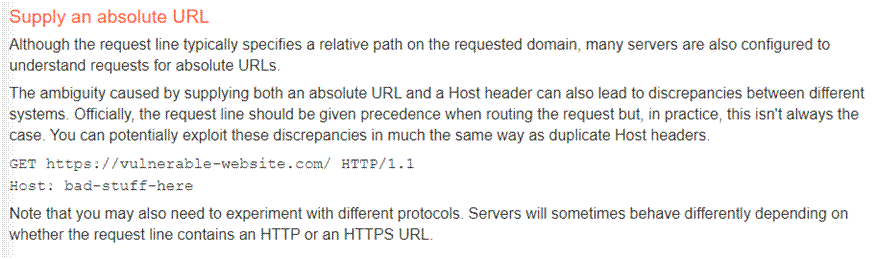 Supply an absolute URL
Although the request line typically specifies a relative path on the requested domain, many servers are also configured to
understand requests for absolute URLs.
The ambiguity caused by supplying both an absolute URL and a Host header can also lead to discrepancies between different
systems. Officially, the request line should be given precedence when routing the request but, in practice, this isn't always the
case. You can potentially exploit these discrepancies in much the same way as duplicate Host headers.
GET https://vulnerable-website.com/ HTTP/1.1
Host: bad-stuff-here
Note that you may also need to experiment with different protocols. Servers will sometimes behave differently depending on
whether the request line contains an HTTP or an HTTPS URL.